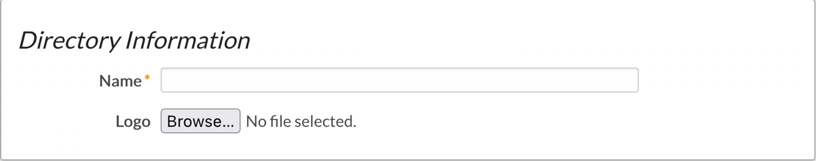 Directory Information
Name*
Logo Browse... No file selected.